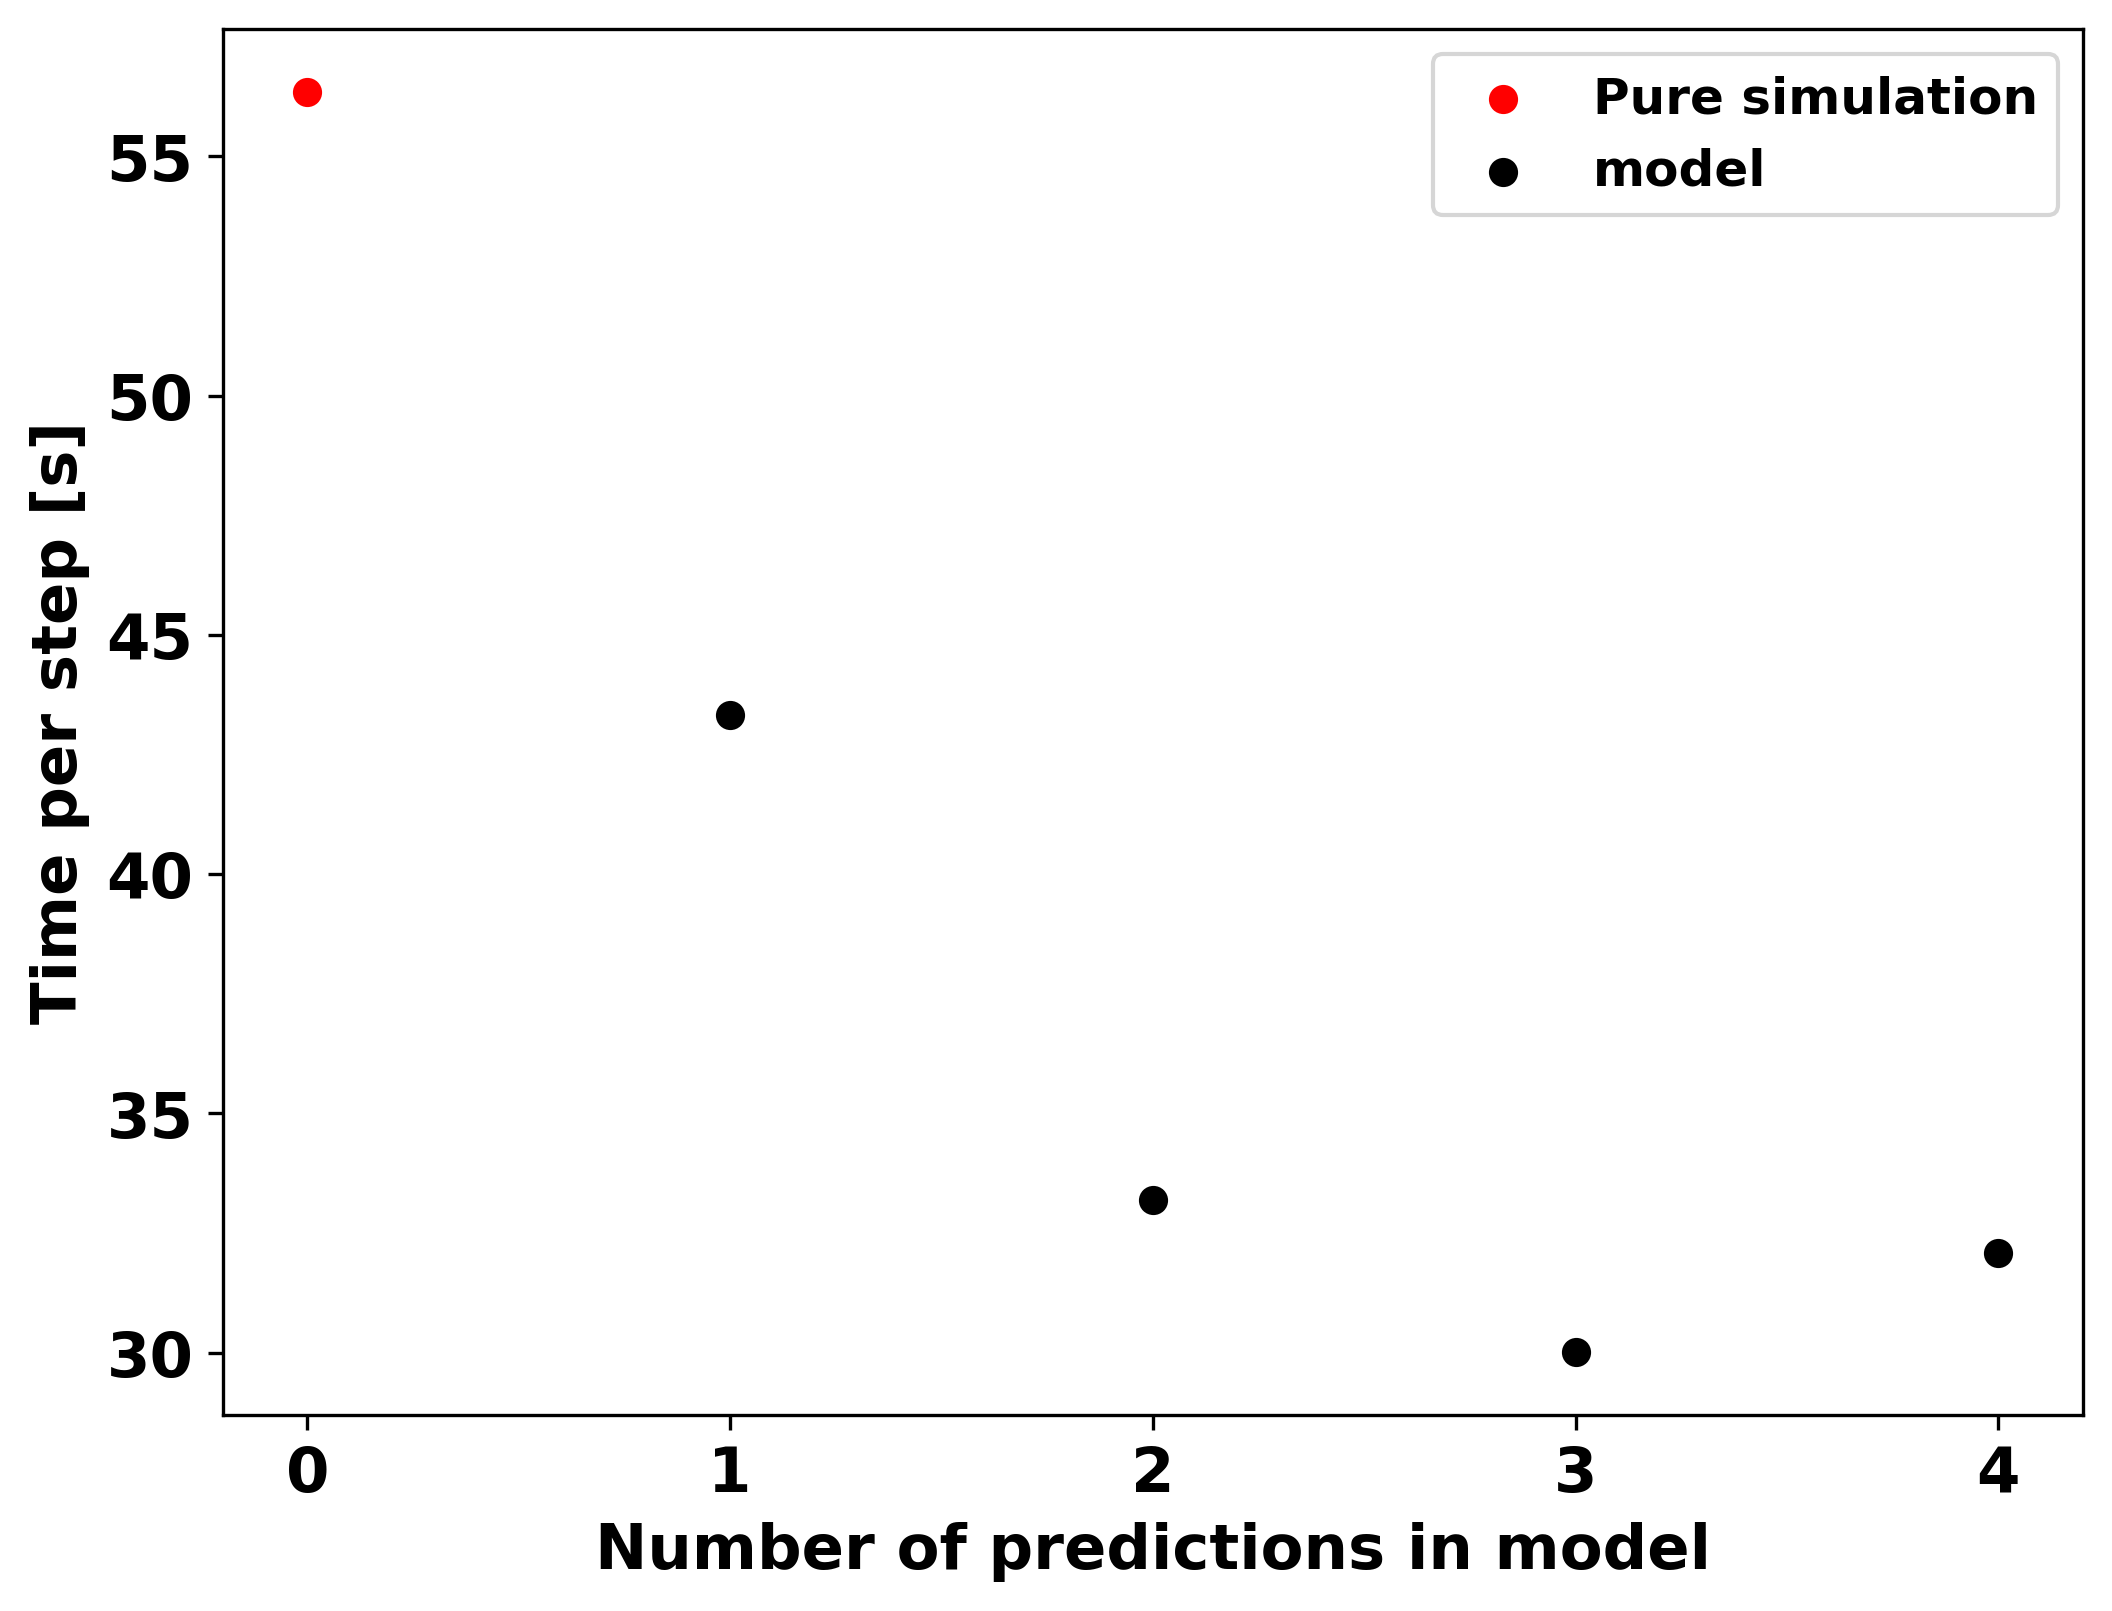 Pure simulation
model
55
50
45
40
35
30
Time per step [s]
0 1 2 3 4
Number of predictions in model